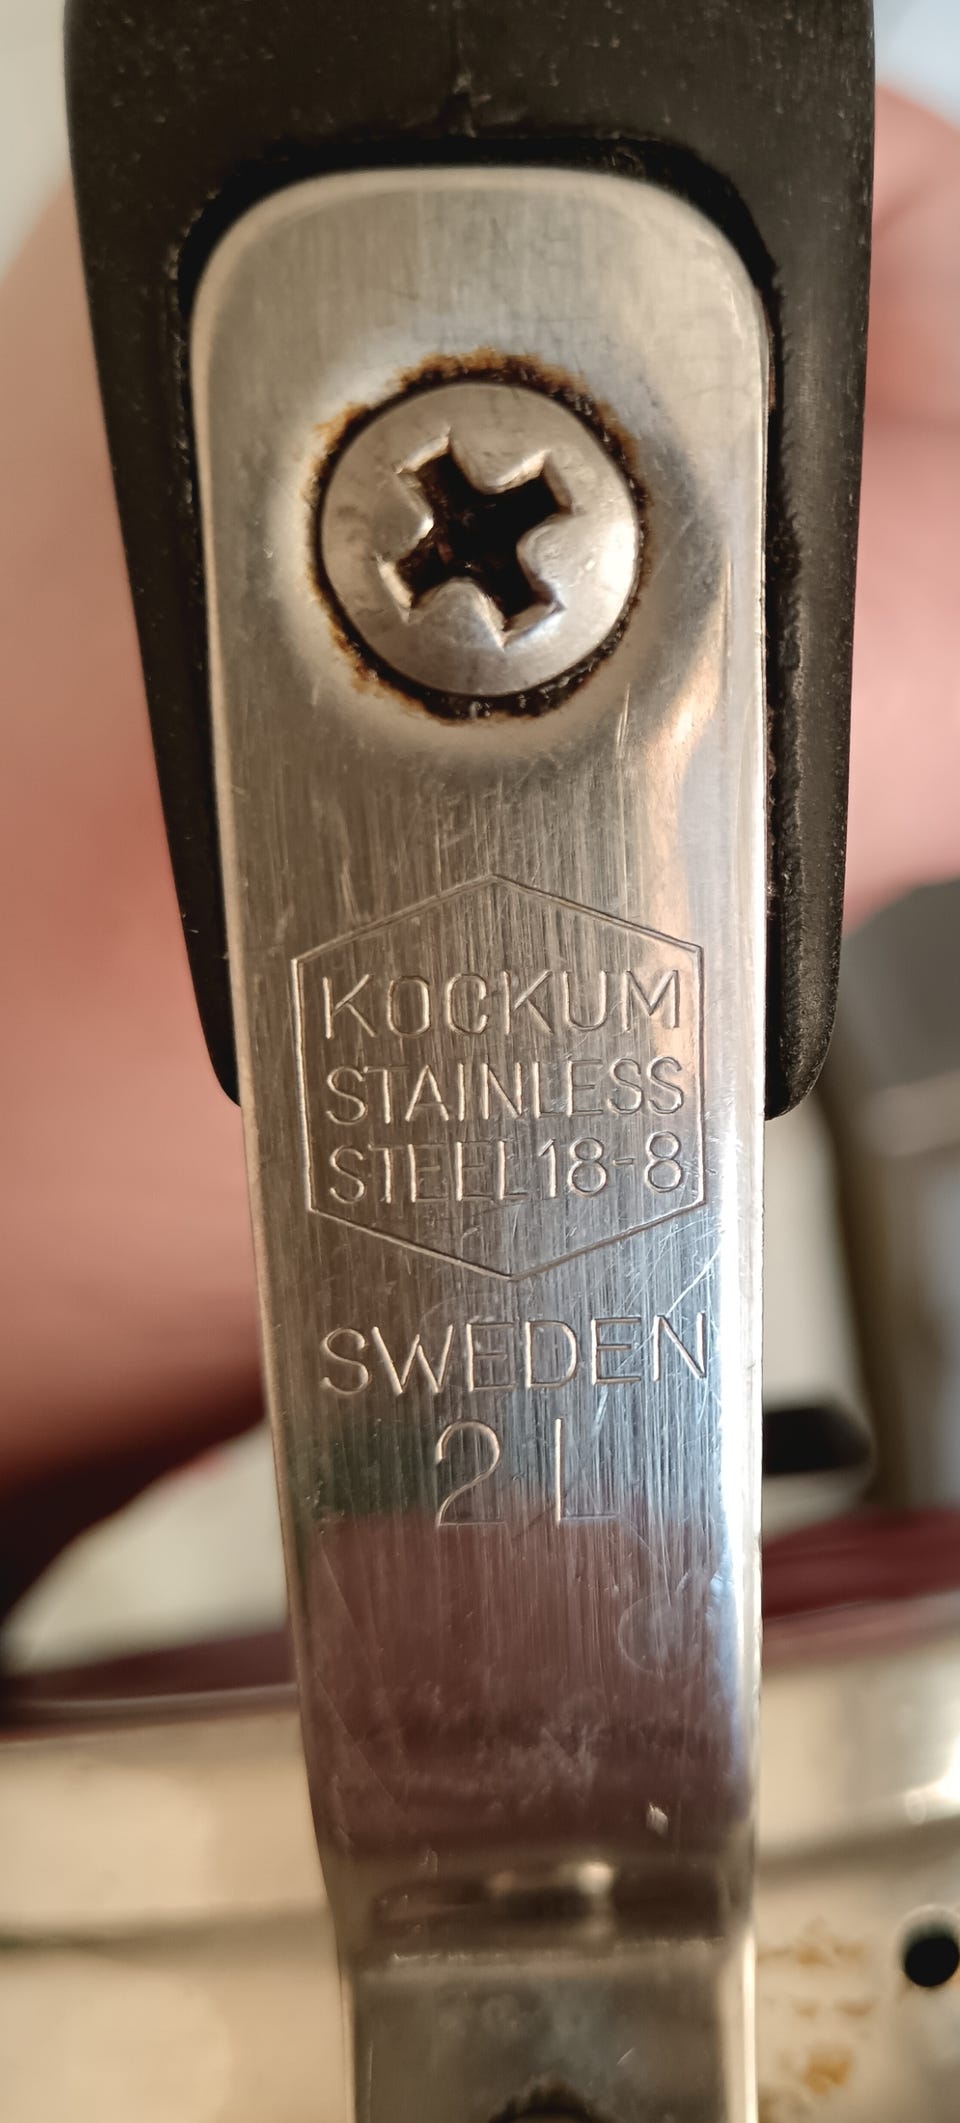 KOCKUM
STAINLESS
STEEL 18-8
SWEDEN
2 L